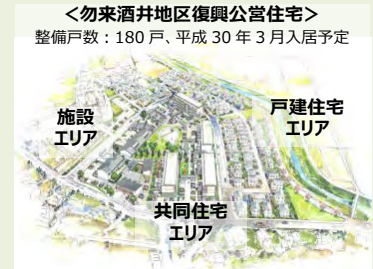 ＜勿来酒井地区復興公営住宅＞
整備戸数：180 戸、平成 30 年 3 月入居予定
施設
エリア
戸建住宅
エリア
共同住宅
エリア